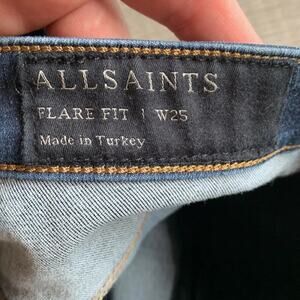 ALLSAINTS
FLARE FIT | W25
Made in Turkey